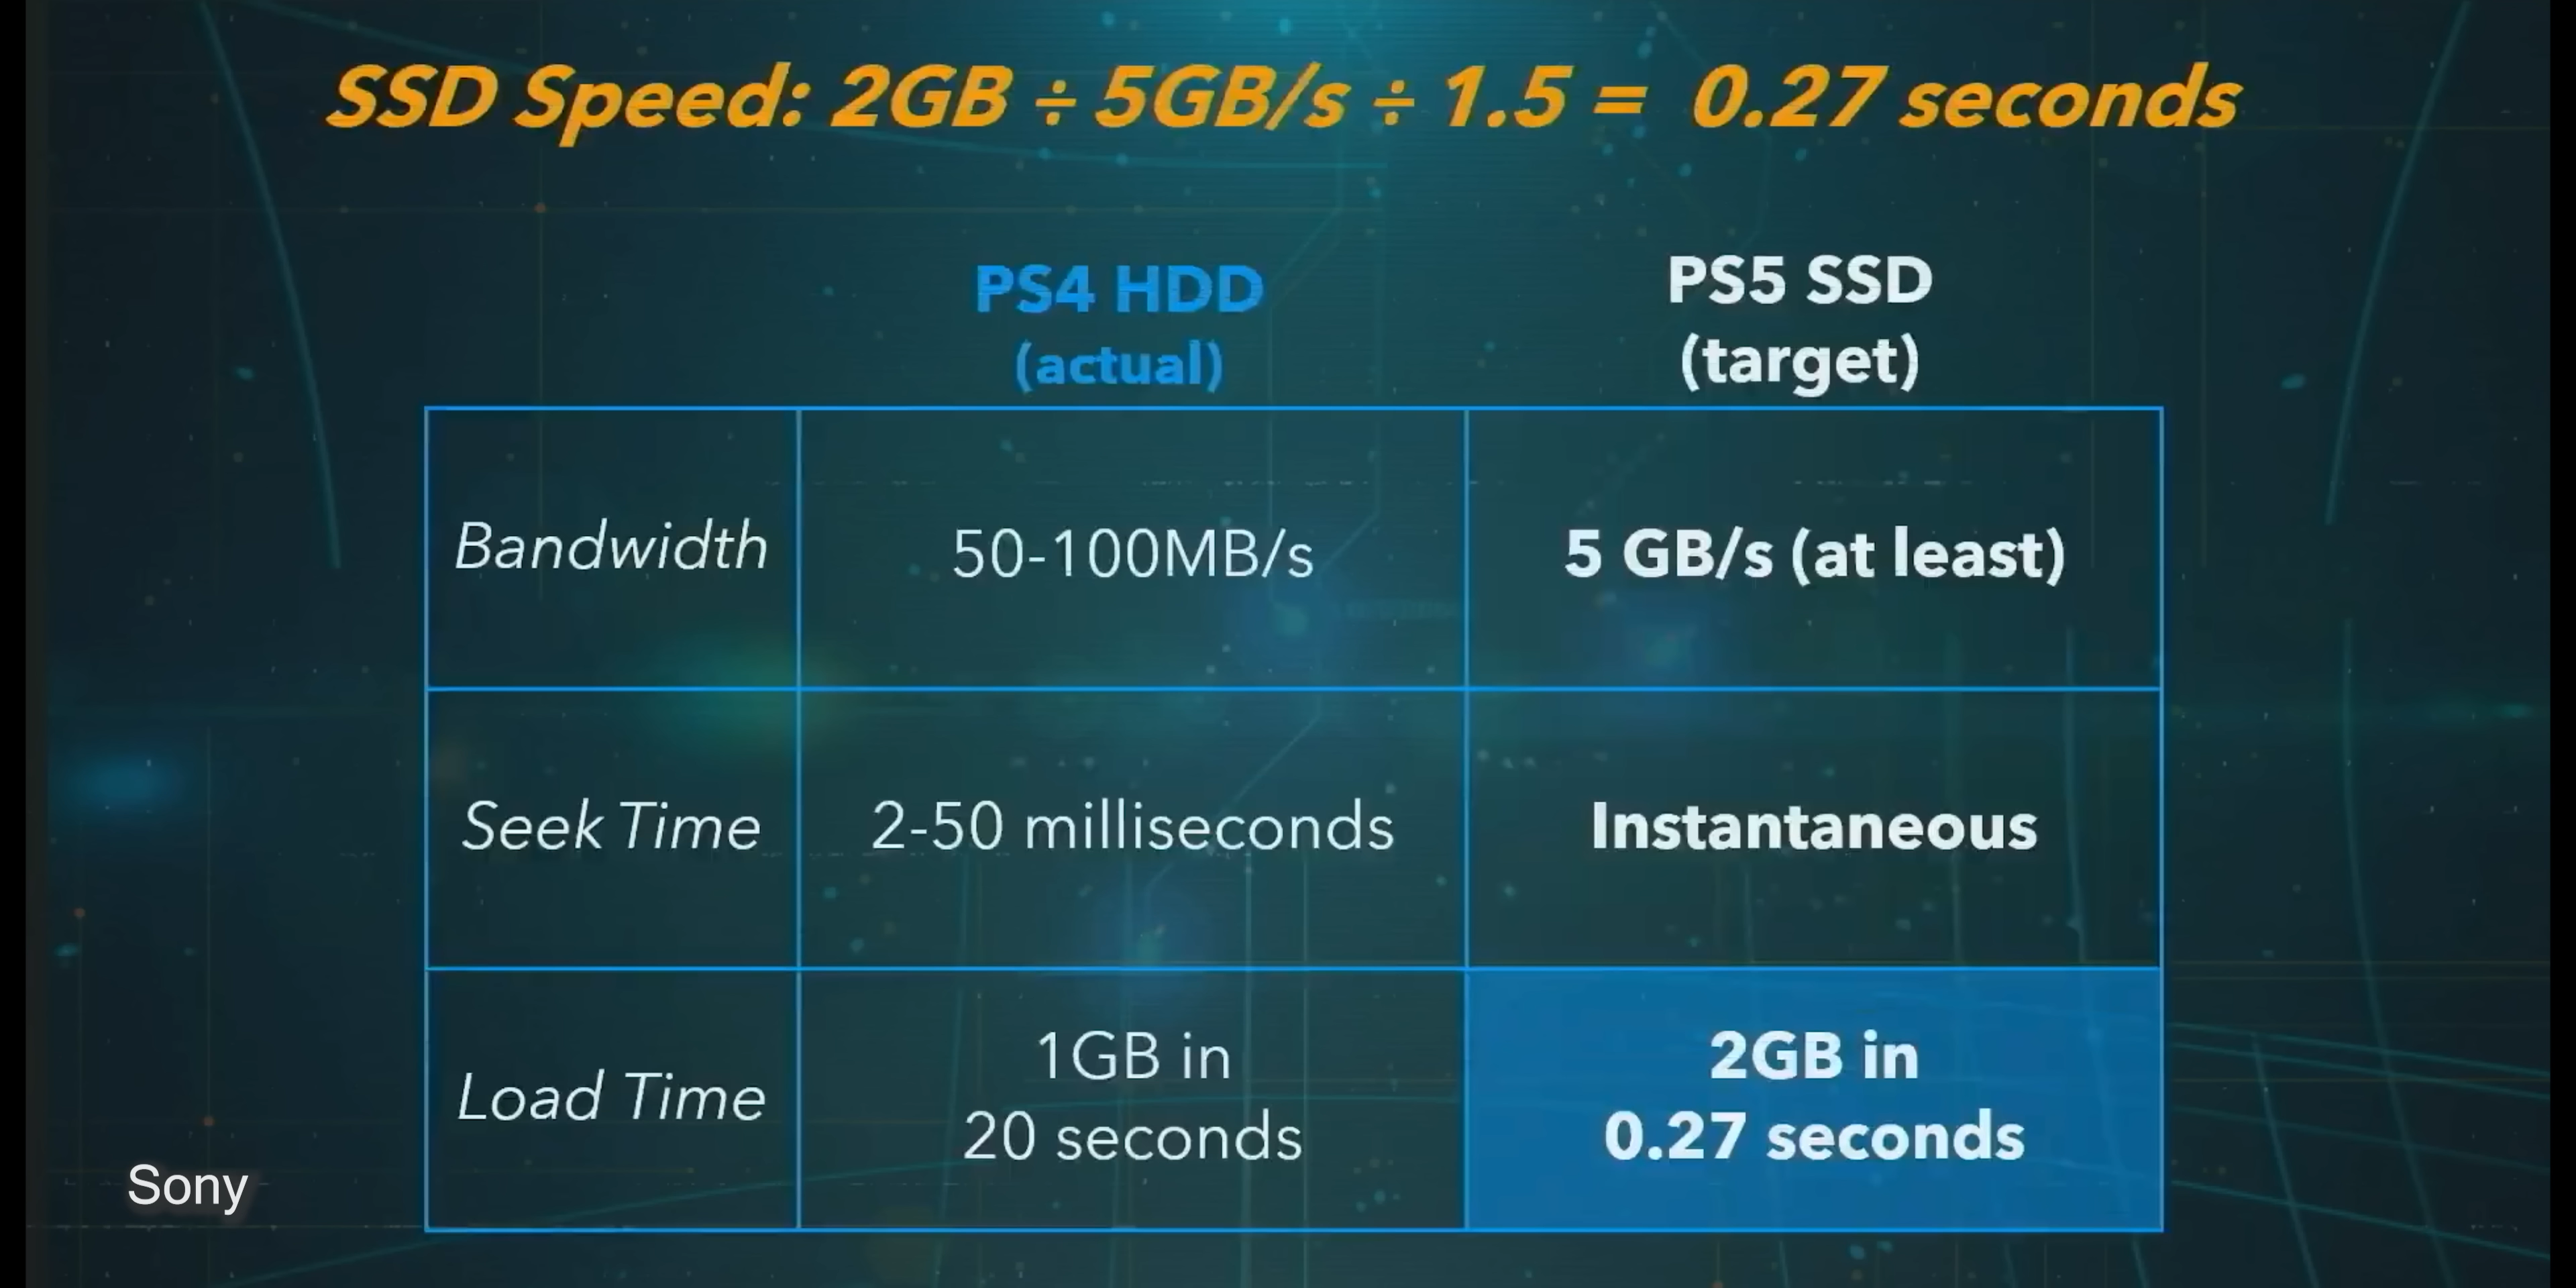 SSD Speed: 2GB ÷ 5GB/s ÷ 1.5 = 0.27 seconds
PS4 HDD
(actual)
PS5 SSD
(target)
Bandwidth
50-100MB/s
5 GB/s (at least)
Seek Time
2-50 milliseconds
Instantaneous
Load Time
1GB in
20 seconds
2GB in
0.27 seconds
Sony